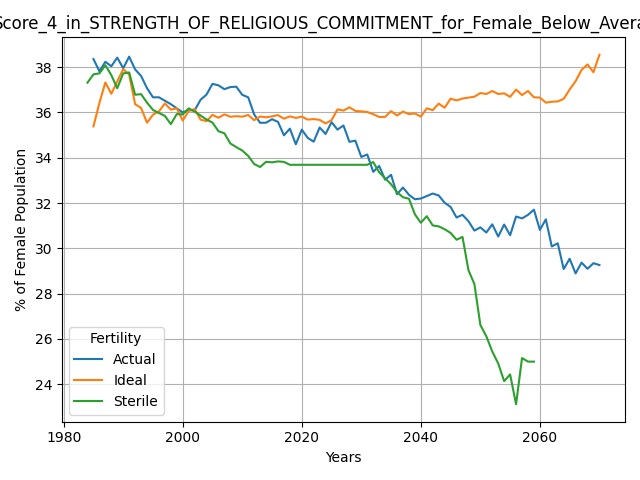 Score_4_in_STRENGTH_OF_RELIGIOUS_COMMITMENT_for_Female_Below_Avera
38
36
34
32
30
28
26
24
% of Female Population
Fertility
Actual
Ideal
Sterile
1980
2000
2020
2040
2060
Years